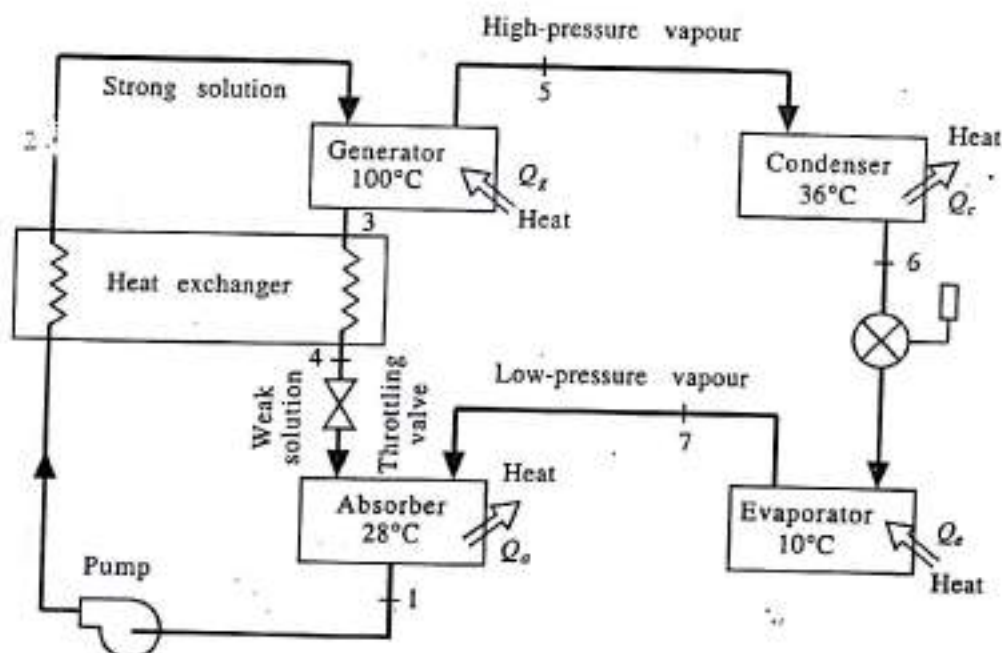 High-pressure vapour
5
Strong solution
2
Generator
100°C
Q_g
Heat
Condenser
36°C
Heat
Q_c
3
Heat exchanger
6
4
Weak
solution
Throttling
valve
Low-pressure vapour
7
Absorber
28°C
Heat
Q_a
Evaporator
10°C
Q_e
Heat
Pump
1